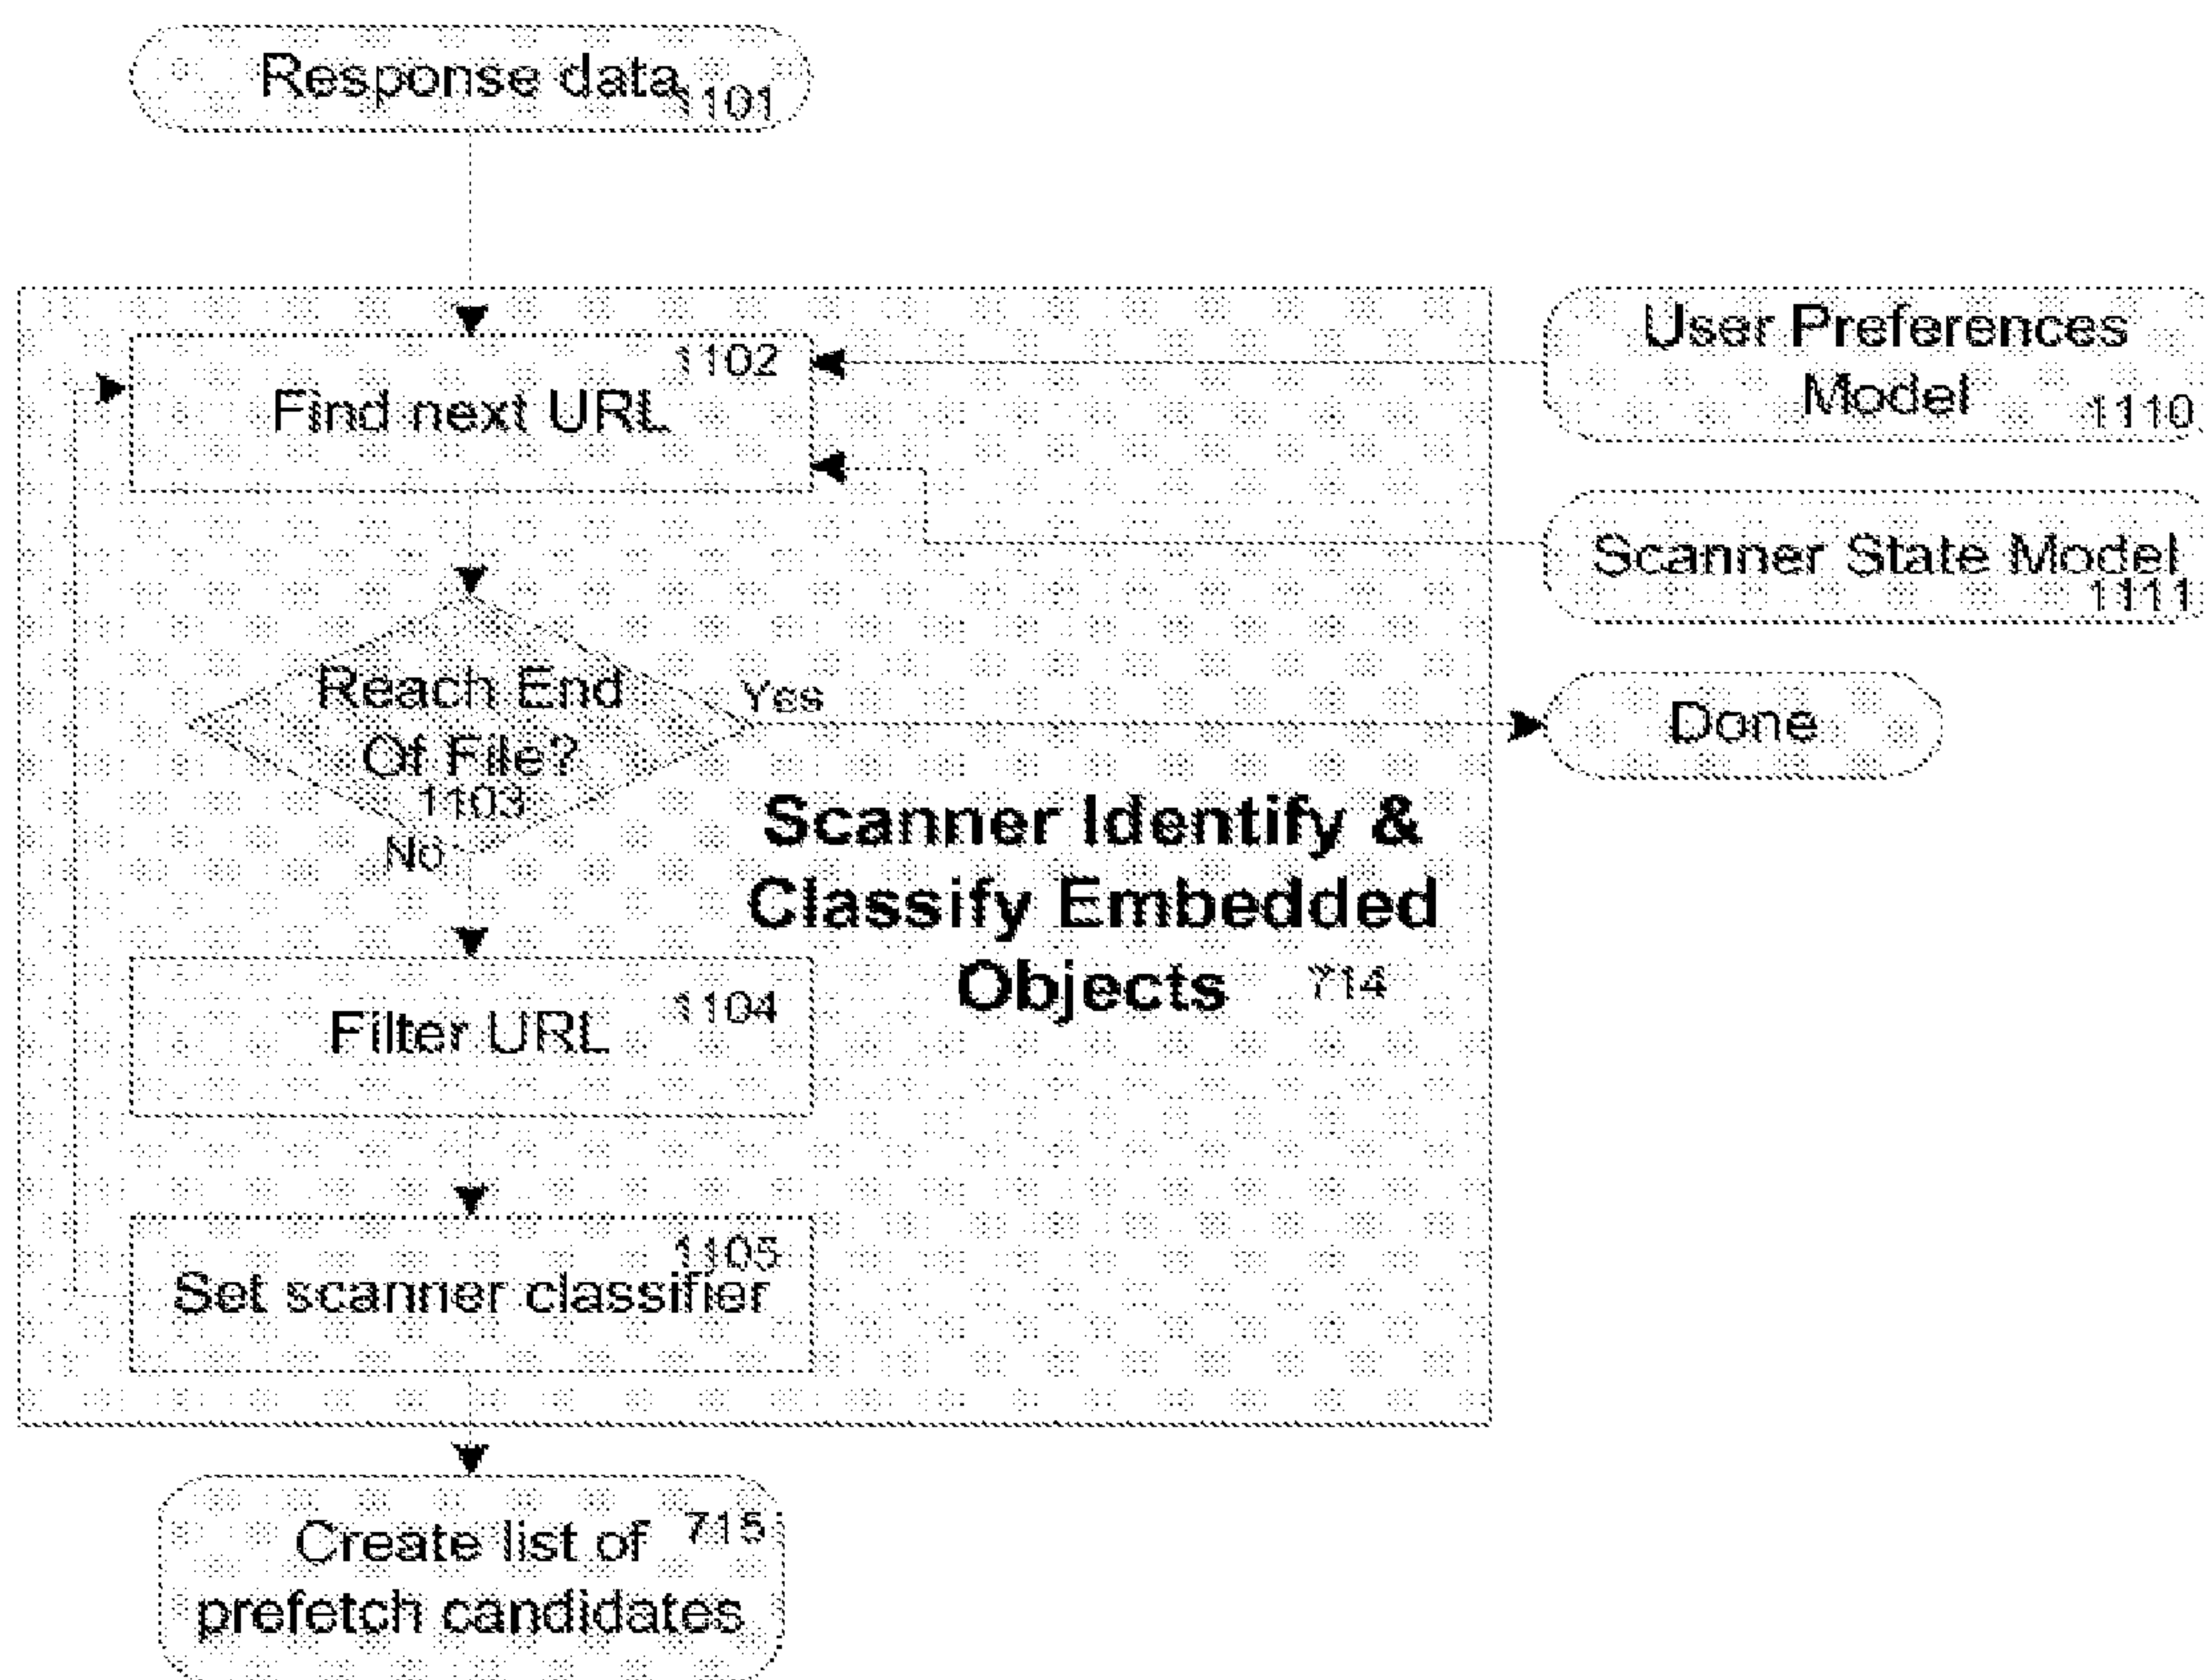 Response data
1101
1102
Find next URL
User Preferences
Model
1110
Scanner State Model
1111
Reach End
Of File?
1103
Yes
No
Done
Scanner Identify &
Classify Embedded
Objects 714
1104
Filter URL
1105
Set scanner classifier
Create list of 715
prefetch candidates